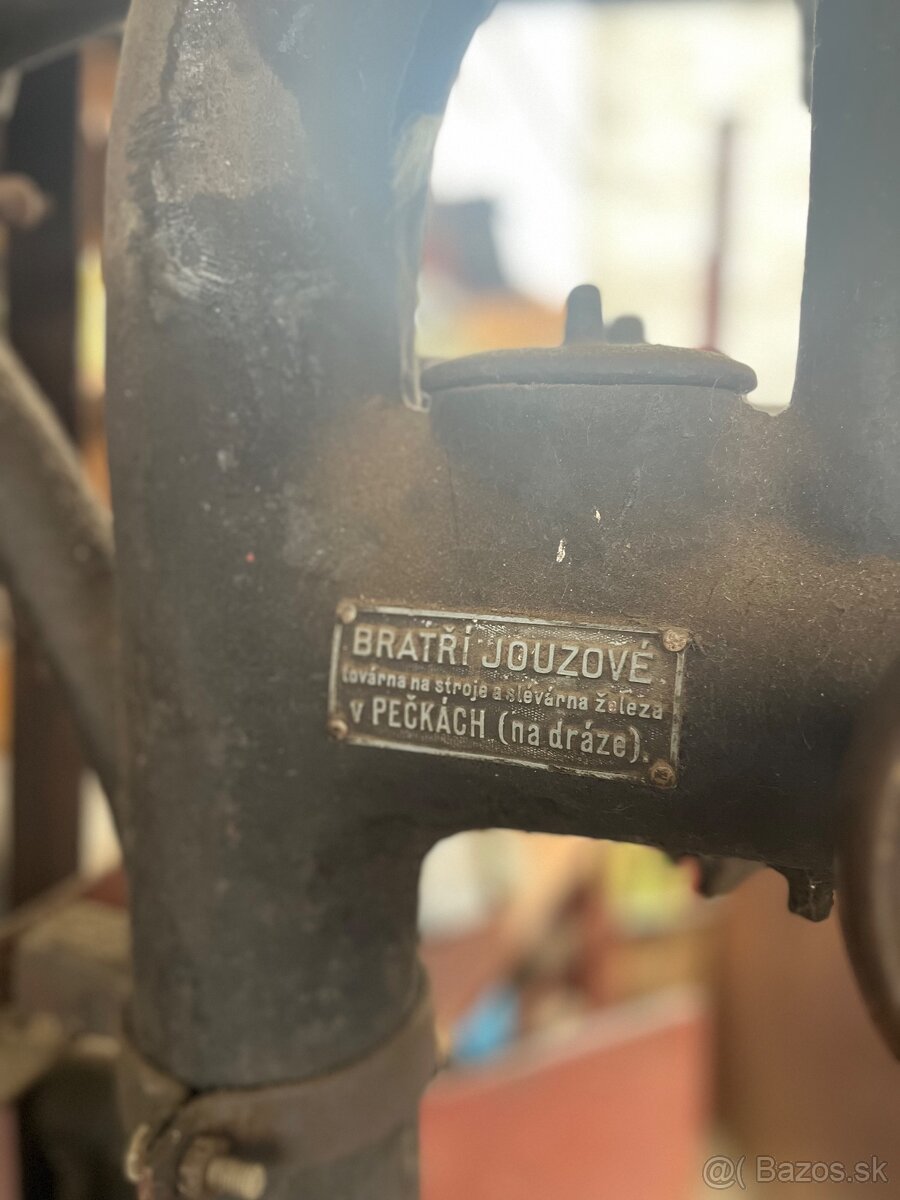 BRATŘÍ JOUZOVÉ.
továrna na stroje a slévárna železa
v PEČKÁCH (na dráze).
@( Bazos.sk